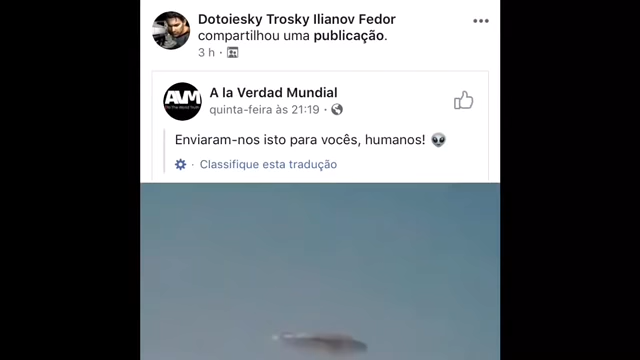 Dotoiesky Trosky Ilianov Fedor
compartilhou uma publicação.
3 h ·
AVM
A la Verdad Mundial
quinta-feira às 21:19 ·
Enviaram-nos isto para vocês, humanos! 👽
· Classifique esta tradução